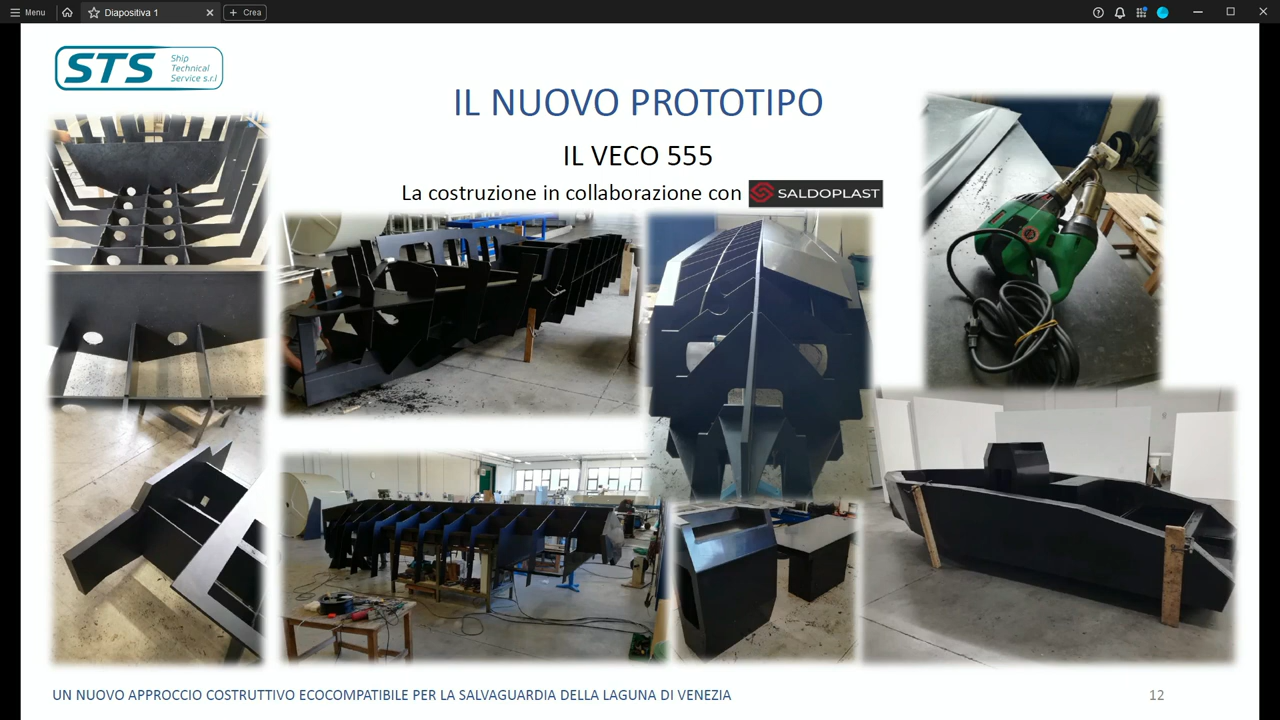 Menu
Diapositiva 1
Crea
STS
Ship
Technical
Service s.r.l
IL NUOVO PROTOTIPO
IL VECO 555
La costruzione in collaborazione con SALDOPLAST
UN NUOVO APPROCCIO COSTRUTTIVO ECOCOMPATIBILE PER LA SALVAGUARDIA DELLA LAGUNA DI VENEZIA
12